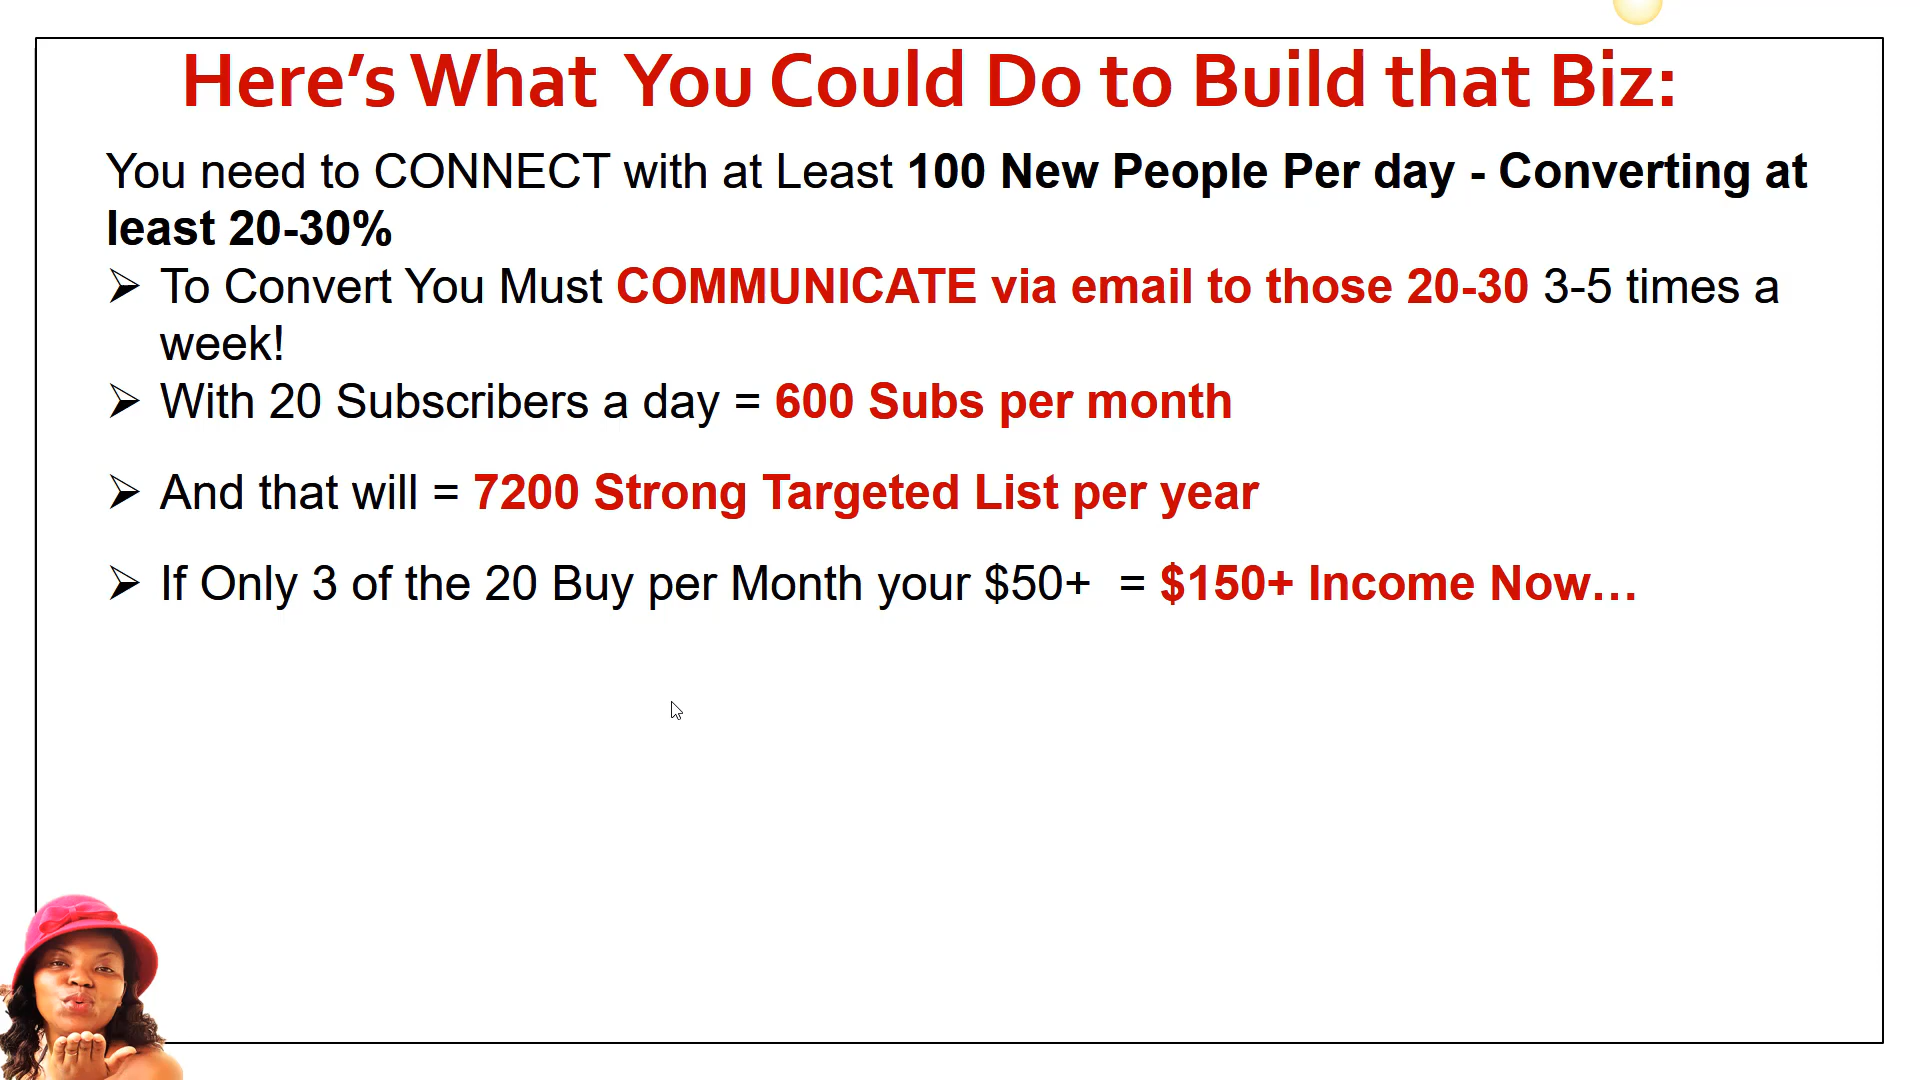 Here’s What  You Could Do to Build that Biz:
You need to CONNECT with at Least 100 New People Per day - Converting at
least 20-30%
➢ To Convert You Must COMMUNICATE via email to those 20-30 3-5 times a
week!
➢ With 20 Subscribers a day = 600 Subs per month
➢ And that will = 7200 Strong Targeted List per year
➢ If Only 3 of the 20 Buy per Month your $50+  = $150+ Income Now…